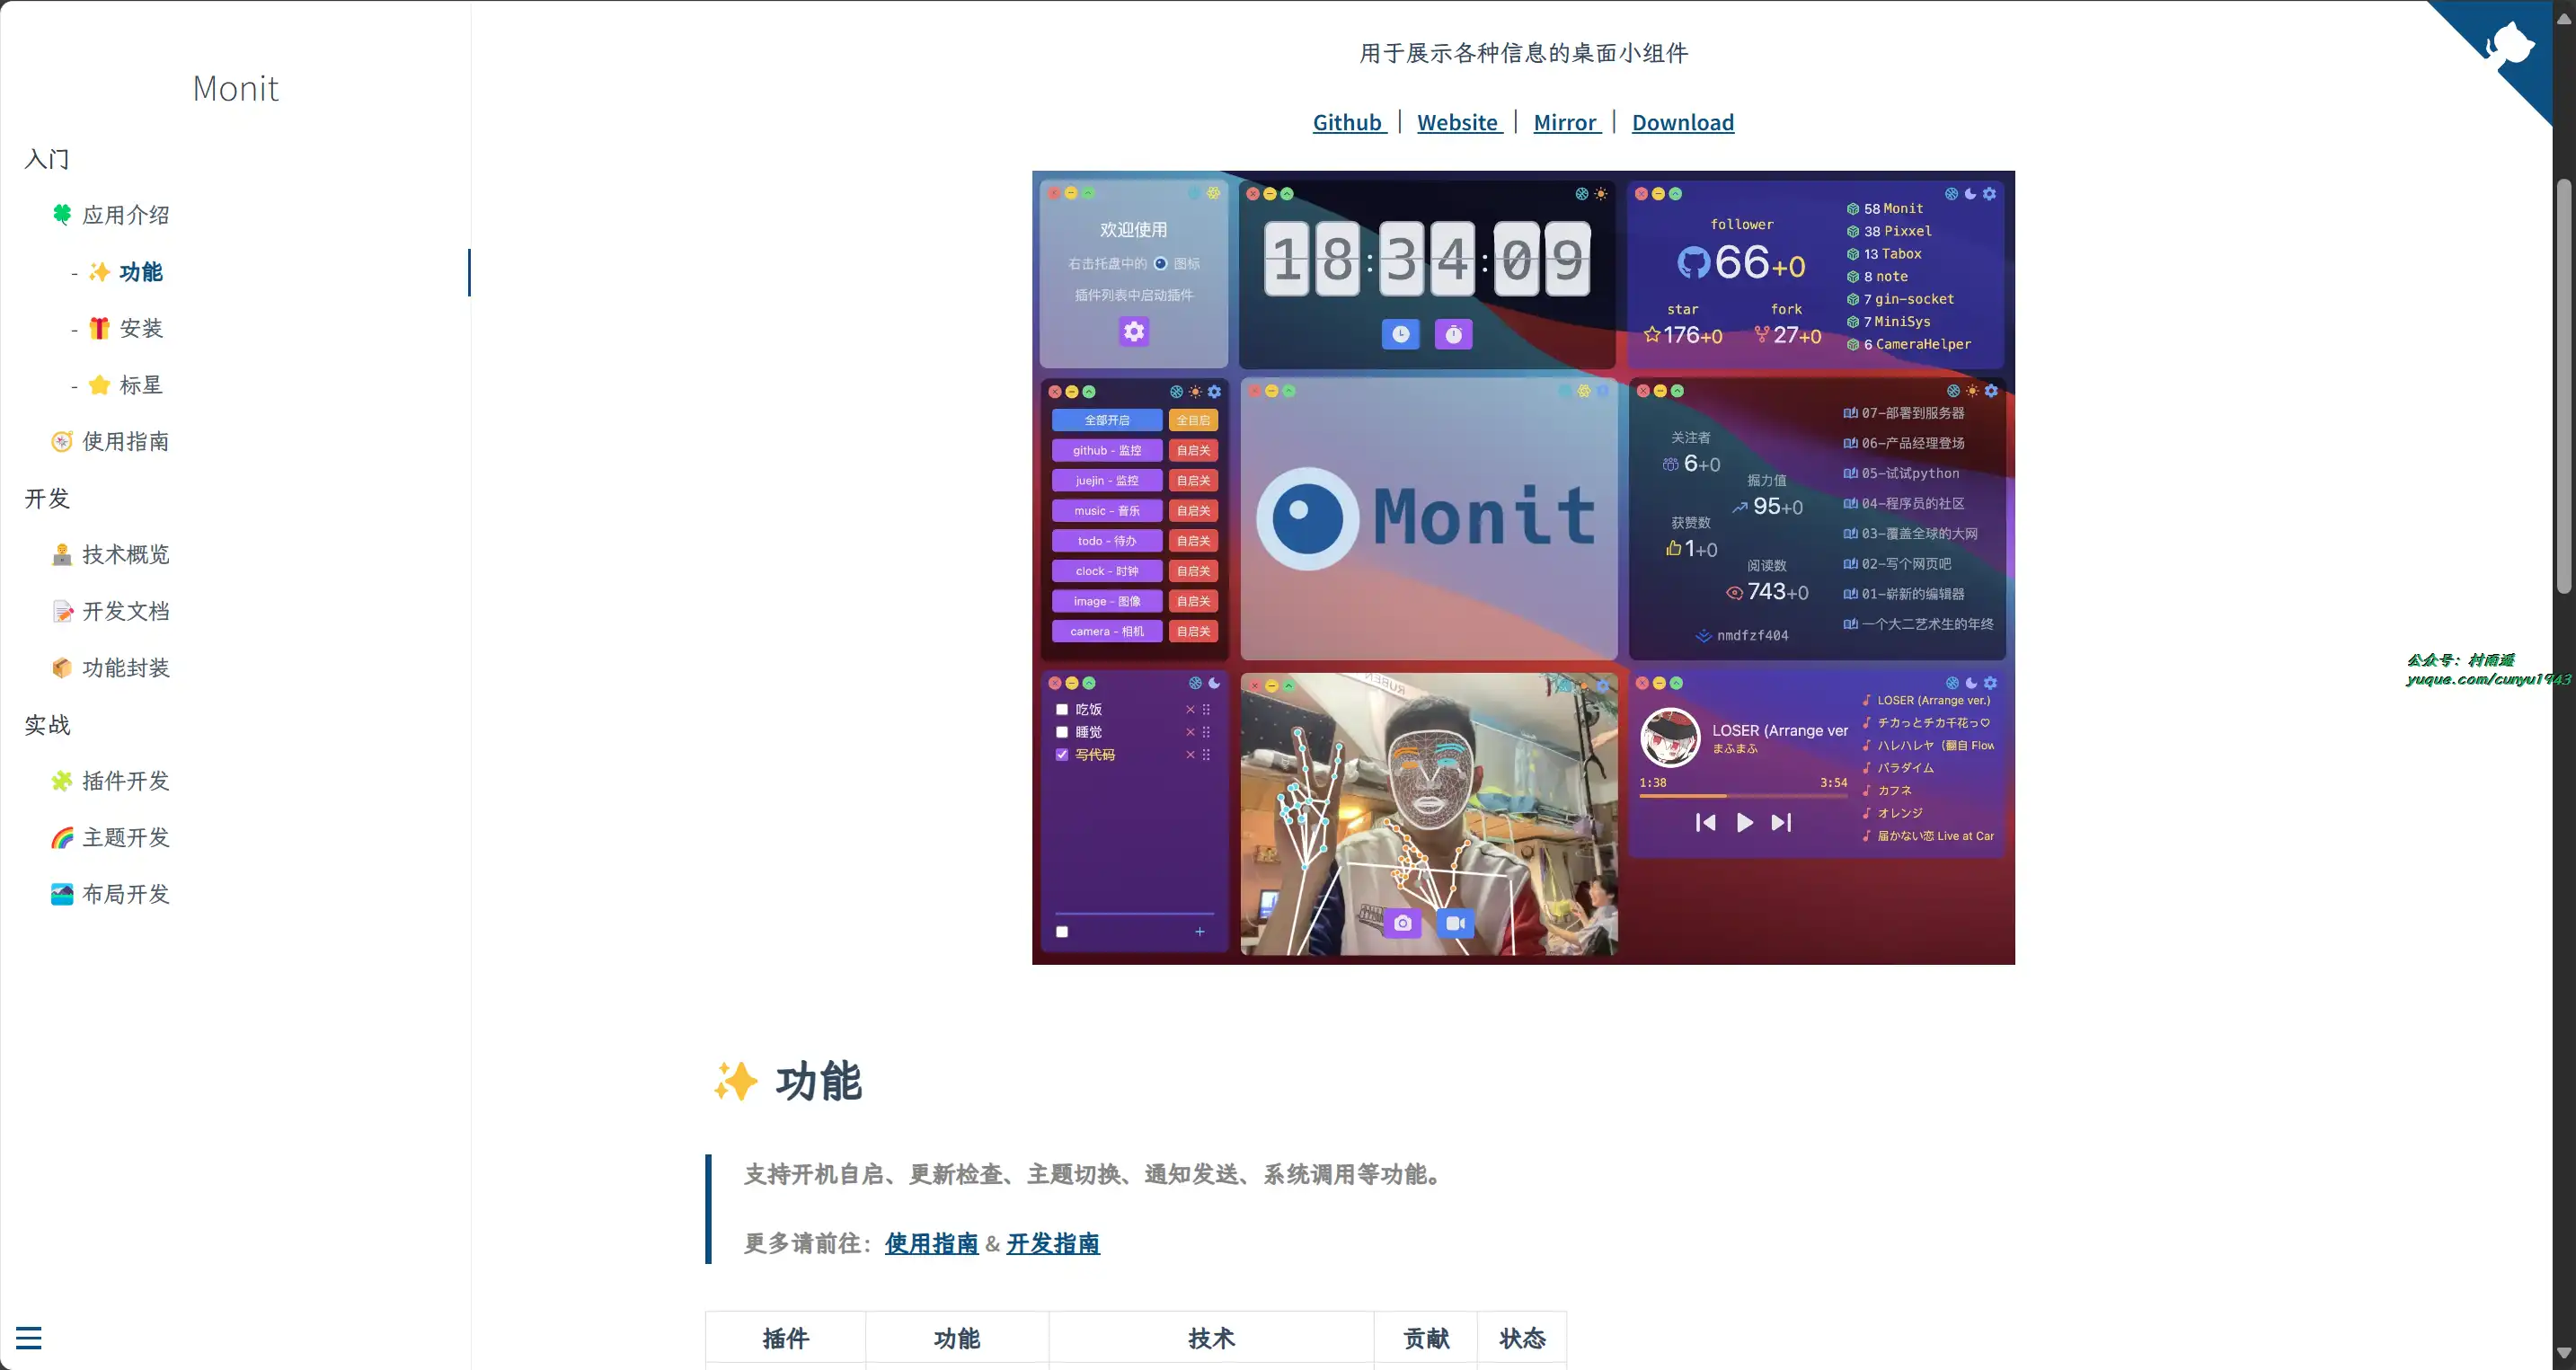 Monit
入门
应用介绍
- 功能
- 安装
- 标星
使用指南
开发
技术概览
开发文档
功能封装
实战
插件开发
主题开发
布局开发
用于展示各种信息的桌面小组件
Github | Website | Mirror | Download
欢迎使用
右击托盘中的 图标
插件列表中启动插件
18:34:09
follower
66+0
star
176+0
fork
27+0
58 Monit
38 Pixxel
13 Tabox
8 note
7 gin-socket
7 MiniSys
6 CameraHelper
全部开启 全自启
github - 监控 自启关
juejin - 监控 自启关
music - 音乐 自启关
todo - 待办 自启关
clock - 时钟 自启关
image - 图像 自启关
camera - 相机 自启关
Monit
关注者
6+0
掘力值
95+0
获赞数
1+0
阅读数
743+0
nmdfzf404
07-部署到服务器
06-产品经理登场
05-试试python
04-程序员的社区
03-覆盖全球的大网
02-写个网页吧
01-崭新的编辑器
一个大二艺术生的年终
吃饭
睡觉
写代码
RUBEN
LOSER (Arrange ver
まふまふ
1:38 3:54
LOSER (Arrange ver.)
チカっとチカ千花っ♡
ハレハレヤ（翻自 Flow
パラダイム
カフネ
オレンジ
届かない恋 Live at Car
公众号：村雨遥
yuque.com/cunyu1943
功能
支持开机自启、更新检查、主题切换、通知发送、系统调用等功能。
更多请前往：使用指南 & 开发指南
插件 功能 技术 贡献 状态